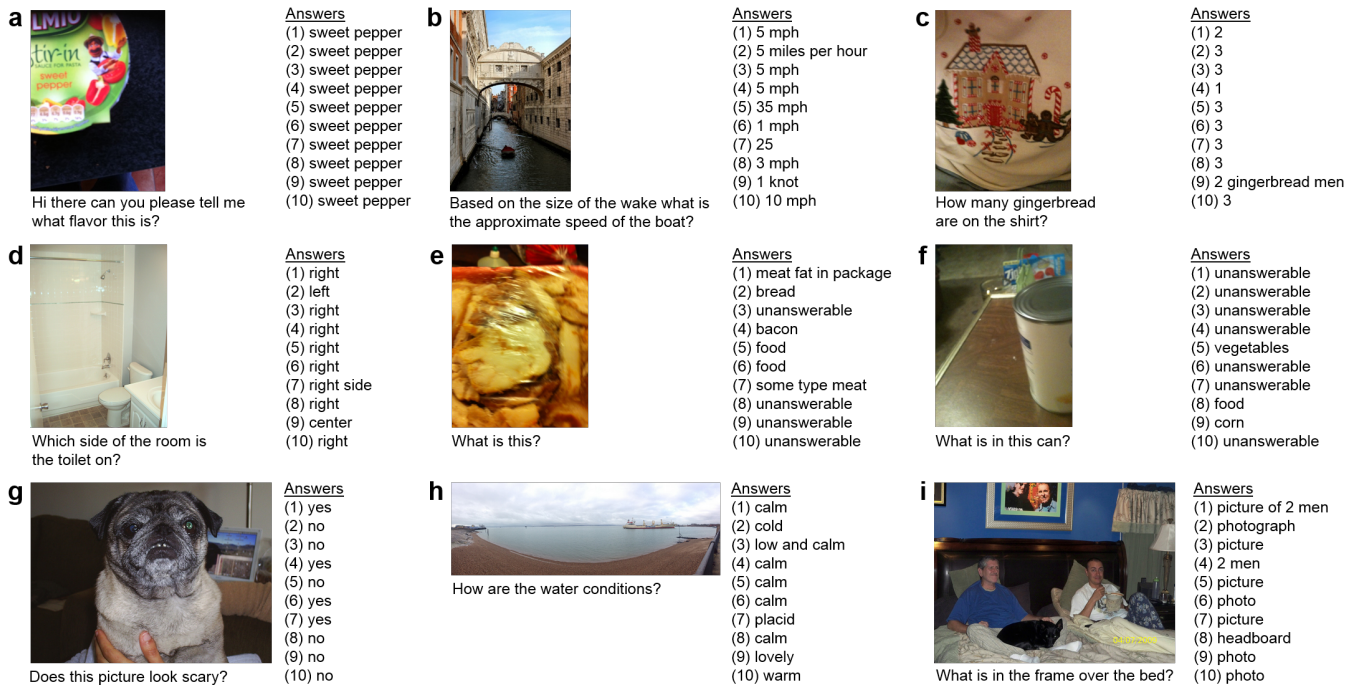 a
LMIO
stir-in
SAUCE FOR PASTA
sweet
pepper
Hi there can you please tell me
what flavor this is?
Answers
(1) sweet pepper
(2) sweet pepper
(3) sweet pepper
(4) sweet pepper
(5) sweet pepper
(6) sweet pepper
(7) sweet pepper
(8) sweet pepper
(9) sweet pepper
(10) sweet pepper
b
Based on the size of the wake what is
the approximate speed of the boat?
Answers
(1) 5 mph
(2) 5 miles per hour
(3) 5 mph
(4) 5 mph
(5) 35 mph
(6) 1 mph
(7) 25
(8) 3 mph
(9) 1 knot
(10) 10 mph
c
How many gingerbread
are on the shirt?
Answers
(1) 2
(2) 3
(3) 3
(4) 1
(5) 3
(6) 3
(7) 3
(8) 3
(9) 2 gingerbread men
(10) 3
d
Which side of the room is
the toilet on?
Answers
(1) right
(2) left
(3) right
(4) right
(5) right
(6) right
(7) right side
(8) right
(9) center
(10) right
e
What is this?
Answers
(1) meat fat in package
(2) bread
(3) unanswerable
(4) bacon
(5) food
(6) food
(7) some type meat
(8) unanswerable
(9) unanswerable
(10) unanswerable
f
What is in this can?
Answers
(1) unanswerable
(2) unanswerable
(3) unanswerable
(4) unanswerable
(5) vegetables
(6) unanswerable
(7) unanswerable
(8) food
(9) corn
(10) unanswerable
g
Does this picture look scary?
Answers
(1) yes
(2) no
(3) no
(4) yes
(5) no
(6) yes
(7) yes
(8) no
(9) no
(10) no
h
How are the water conditions?
Answers
(1) calm
(2) cold
(3) low and calm
(4) calm
(5) calm
(6) calm
(7) placid
(8) calm
(9) lovely
(10) warm
i
What is in the frame over the bed?
Answers
(1) picture of 2 men
(2) photograph
(3) picture
(4) 2 men
(5) picture
(6) photo
(7) picture
(8) headboard
(9) photo
(10) photo